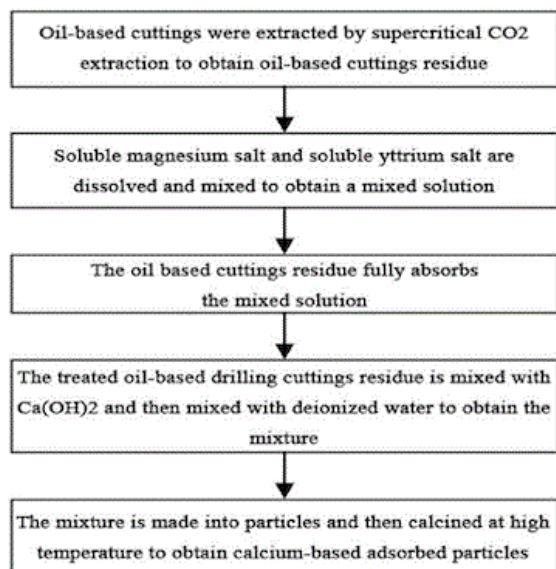 Oil-based cuttings were extracted by supercritical CO2
extraction to obtain oil-based cuttings residue
Soluble magnesium salt and soluble yttrium salt are
dissolved and mixed to obtain a mixed solution
The oil based cuttings residue fully absorbs
the mixed solution
The treated oil-based drilling cuttings residue is mixed with
Ca(OH)2 and then mixed with deionized water to obtain the
mixture
The mixture is made into particles and then calcined at high
temperature to obtain calcium-based adsorbed particles